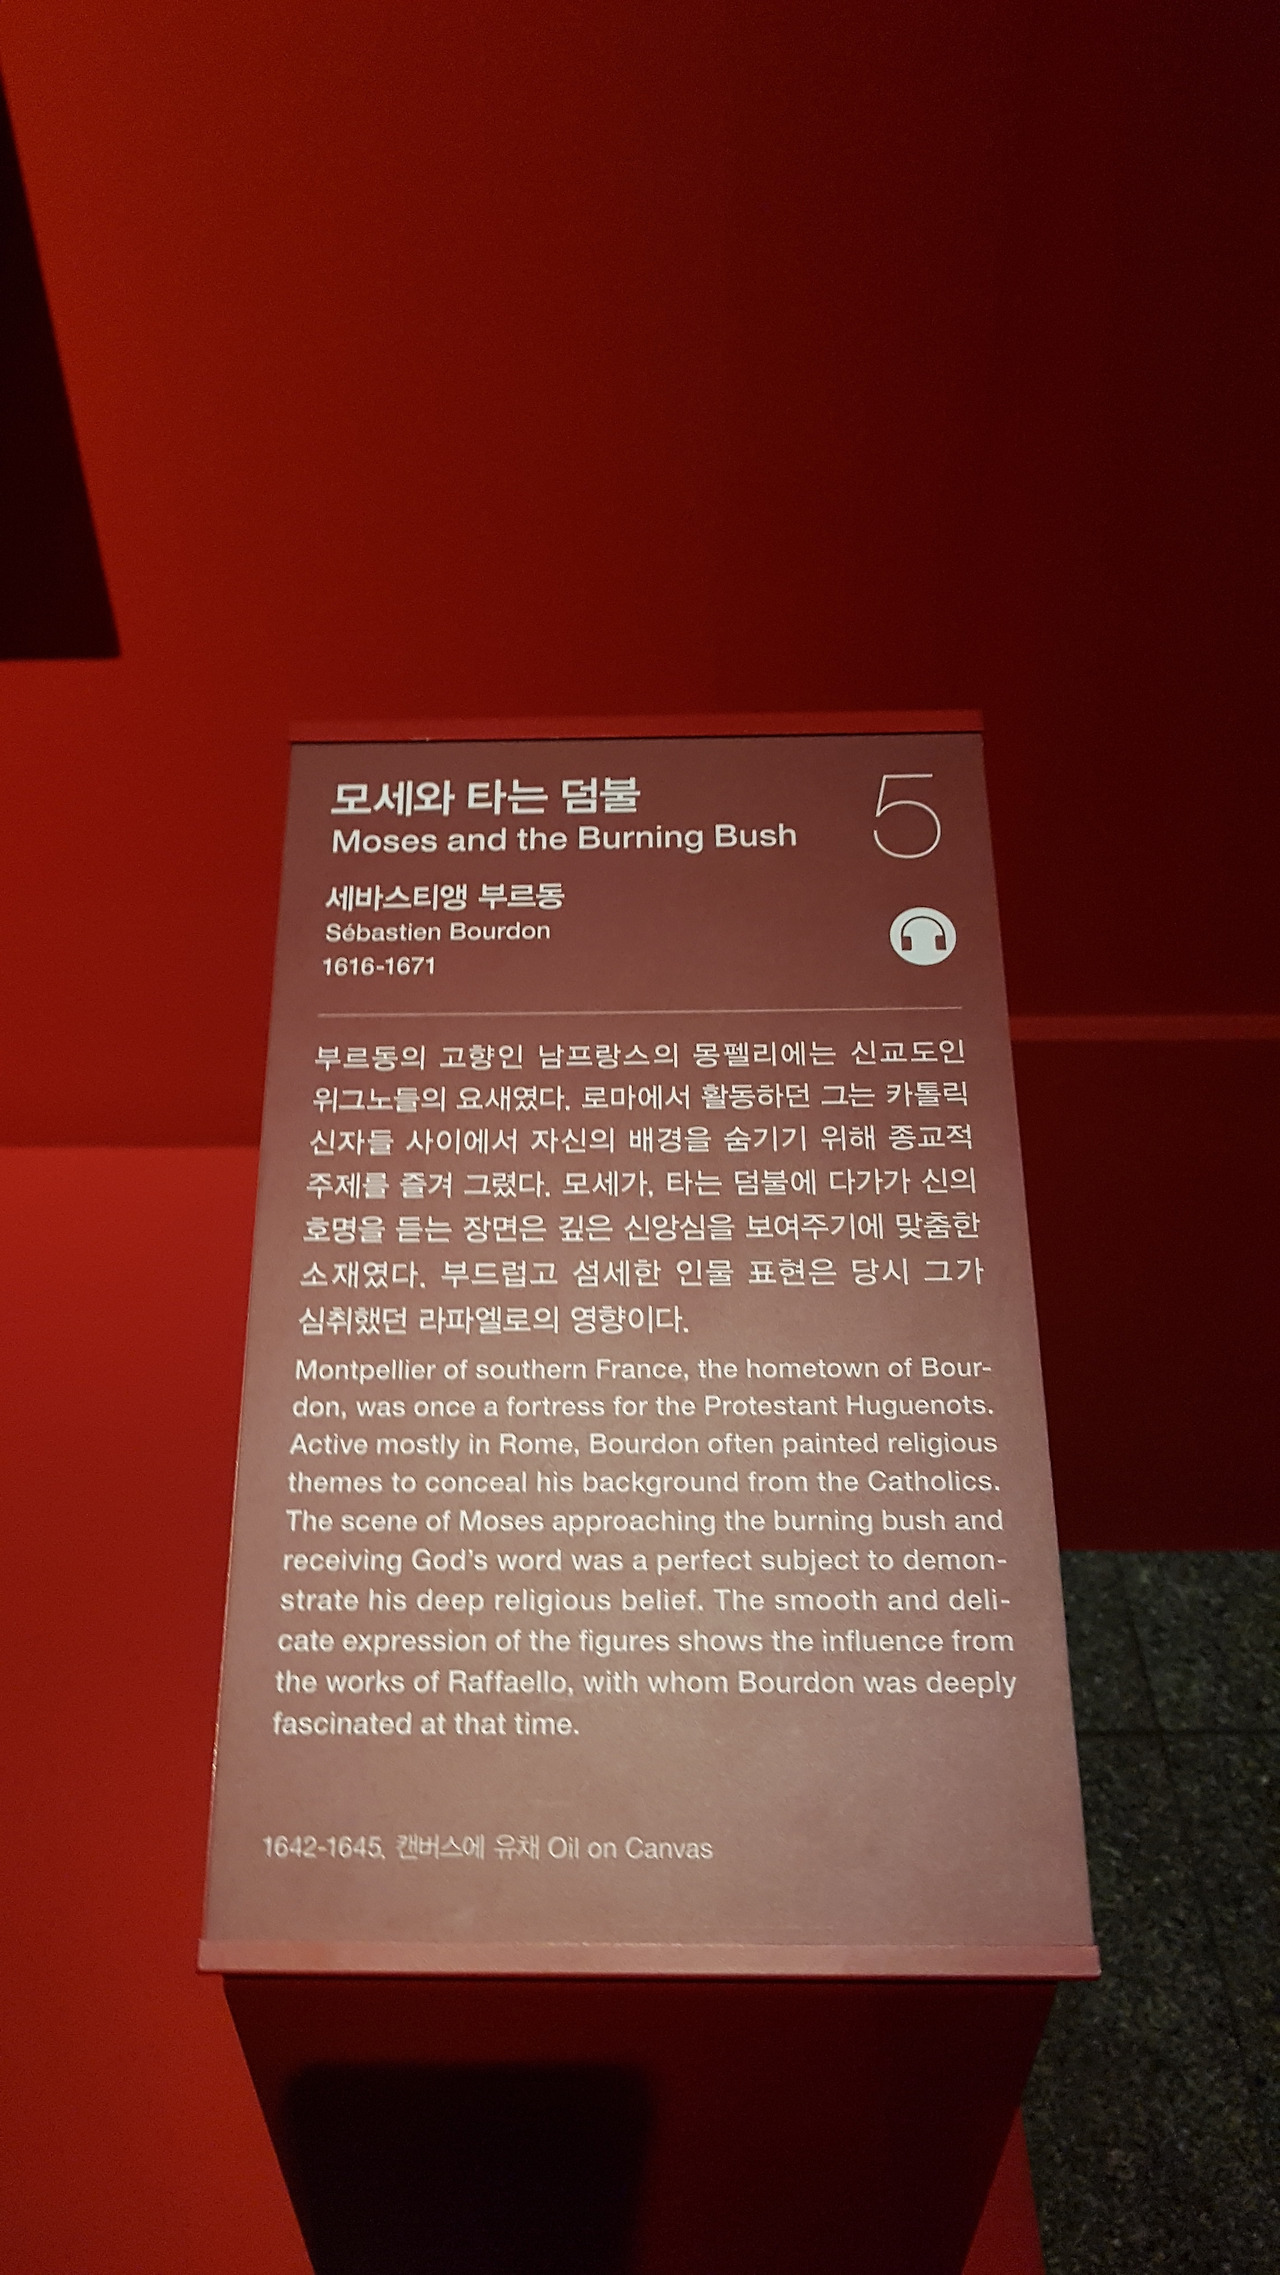 모세와 타는 덤불
Moses and the Burning Bush
5
세바스티앵 부르동
Sébastien Bourdon
1616-1671
부르동의 고향인 남프랑스의 몽펠리에는 신교도인
위그노들의 요새였다. 로마에서 활동하던 그는 카톨릭
신자들 사이에서 자신의 배경을 숨기기 위해 종교적
주제를 즐겨 그렸다. 모세가, 타는 덤불에 다가가 신의
호명을 듣는 장면은 깊은 신앙심을 보여주기에 맞춤한
소재였다. 부드럽고 섬세한 인물 표현은 당시 그가
심취했던 라파엘로의 영향이다.
Montpellier of southern France, the hometown of Bour-
don, was once a fortress for the Protestant Huguenots.
Active mostly in Rome, Bourdon often painted religious
themes to conceal his background from the Catholics.
The scene of Moses approaching the burning bush and
receiving God's word was a perfect subject to demon-
strate his deep religious belief. The smooth and deli-
cate expression of the figures shows the influence from
the works of Raffaello, with whom Bourdon was deeply
fascinated at that time.
1642-1645, 캔버스에 유채 Oil on Canvas